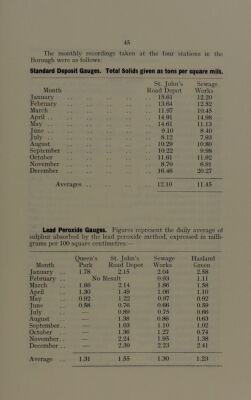 45
The monthly recordings taken at the four stations in the
Borough were as follows:
Standard Deposit Gauges. Total Solids given as tons per square mile.
St. John's Sewage
Month Road Depot Works
January .. .. .. .. .. 15.61 12.20
February .. .. .. .. .. 13.64 12.82
March .. .. .. .. .. 11.97 10.45
April .. .. .. .. .. 14.91 14.98
May .. .. .. .. .. 14.61 11.13
June .. .. .. .. .. 9.10 8.40
July .. .. .. .. .. 8.12 7.93
August .. .. .. .. .. 10.29 10.80
September .. .. .. .. .. 10.22 9.98
October .. .. .. .. .. 11.61 11.02
November .. .. .. .. .. 8.70 6.91
December .. .. .. .. .. 16.46 20.27
Averages .. .. .. .. 12.10 11.45
Lead Peroxide Gauges. Figures represent the daily average of
sulphur absorbed by the lead peroxide method, expressed in milli-
grams per 100 square centimetres:—
Queen's St. John's Sewage Hasland
Month Park Road Depot Works Green
January .. 1.78 2.15 2.04 2.58
February .. No Result 0.93 1.11
March .. 1.66 2.14 1.86 1.58
April .. 1.30 1.49 1.06 1.10
May .. 0.92 1.22 0.67 0.92
June .. 0.58 0.76 0.66 0.59
July .. — 0.89 0.75 0.66
August .. — 1.38 0.86 0.63
September .. — 1.03 1.10 1.02
October .. — 1.36 1.27 0.74
November .. — 2.24 1.95 1.38
December .. — 2.39 2.23 2.41
Average .. 1.31 1.55 1.30 1.23